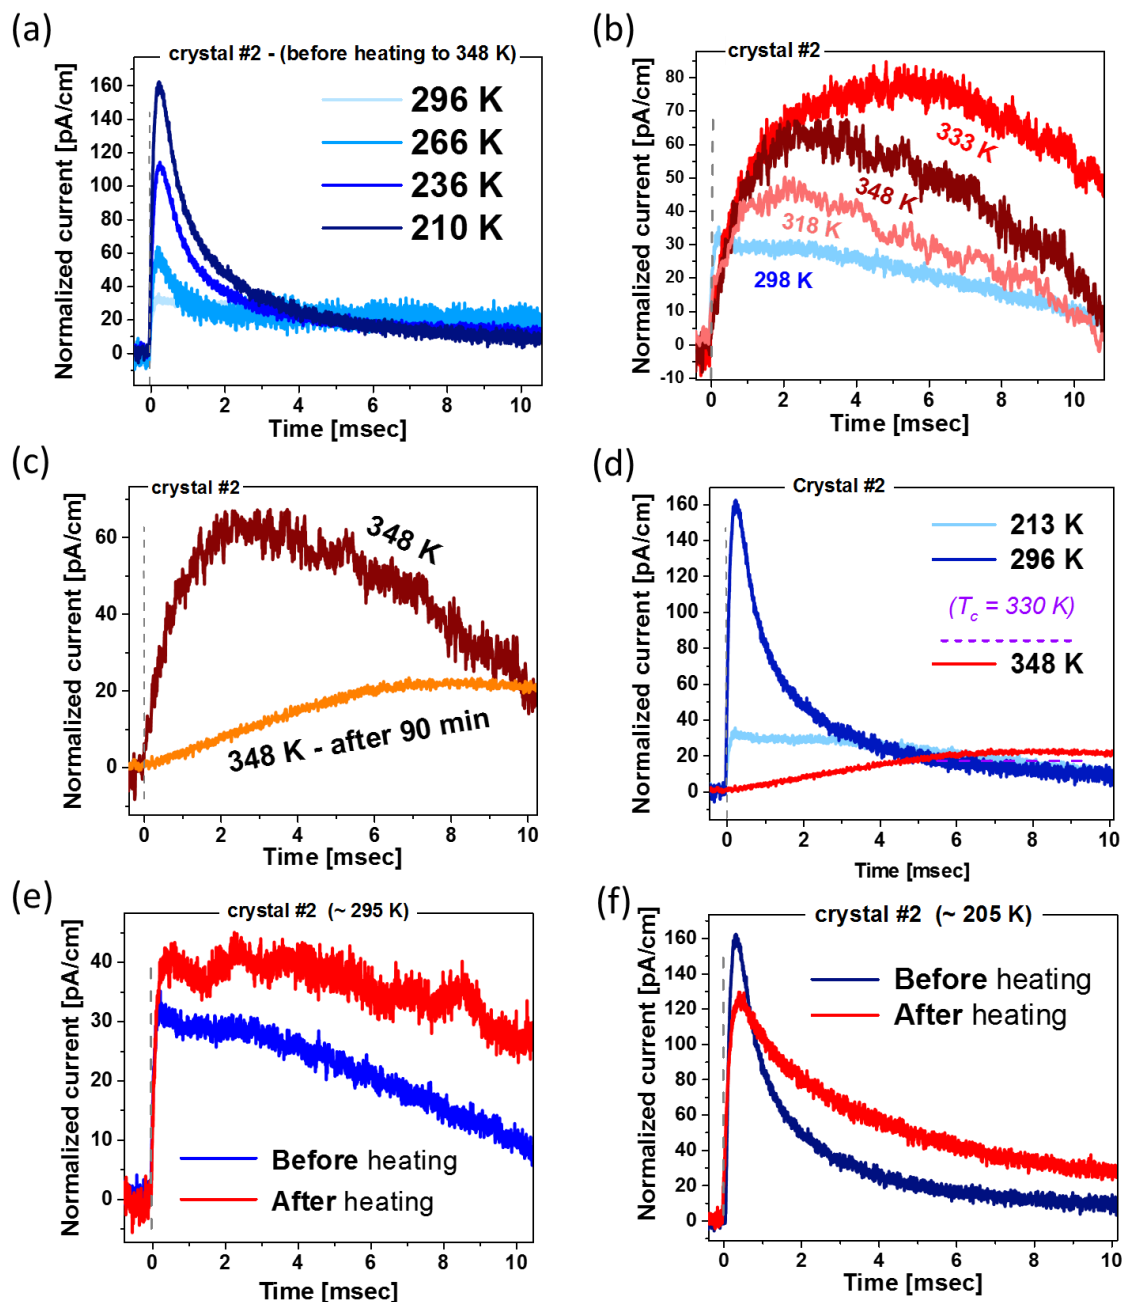 (a)
crystal #2 - (before heating to 348 K)
Normalized current [pA/cm]
160
140
120
100
80
60
40
20
0
296 K
266 K
236 K
210 K
0 2 4 6 8 10
Time [msec]
(b)
crystal #2
Normalized current [pA/cm]
80
70
60
50
40
30
20
10
0
-10
333 K
348 K
318 K
298 K
0 2 4 6 8 10
Time [msec]
(c)
crystal #2
Normalized current [pA/cm]
60
40
20
0
348 K
348 K - after 90 min
0 2 4 6 8 10
Time [msec]
(d)
Crystal #2
Normalized current [pA/cm]
160
140
120
100
80
60
40
20
0
213 K
296 K
(Tc = 330 K)
348 K
0 2 4 6 8 10
Time [msec]
(e)
crystal #2 (~ 295 K)
Normalized current [pA/cm]
40
30
20
10
0
Before heating
After heating
0 2 4 6 8 10
Time [msec]
(f)
crystal #2 (~ 205 K)
Normalized current [pA/cm]
160
140
120
100
80
60
40
20
0
Before heating
After heating
0 2 4 6 8 10
Time [msec]